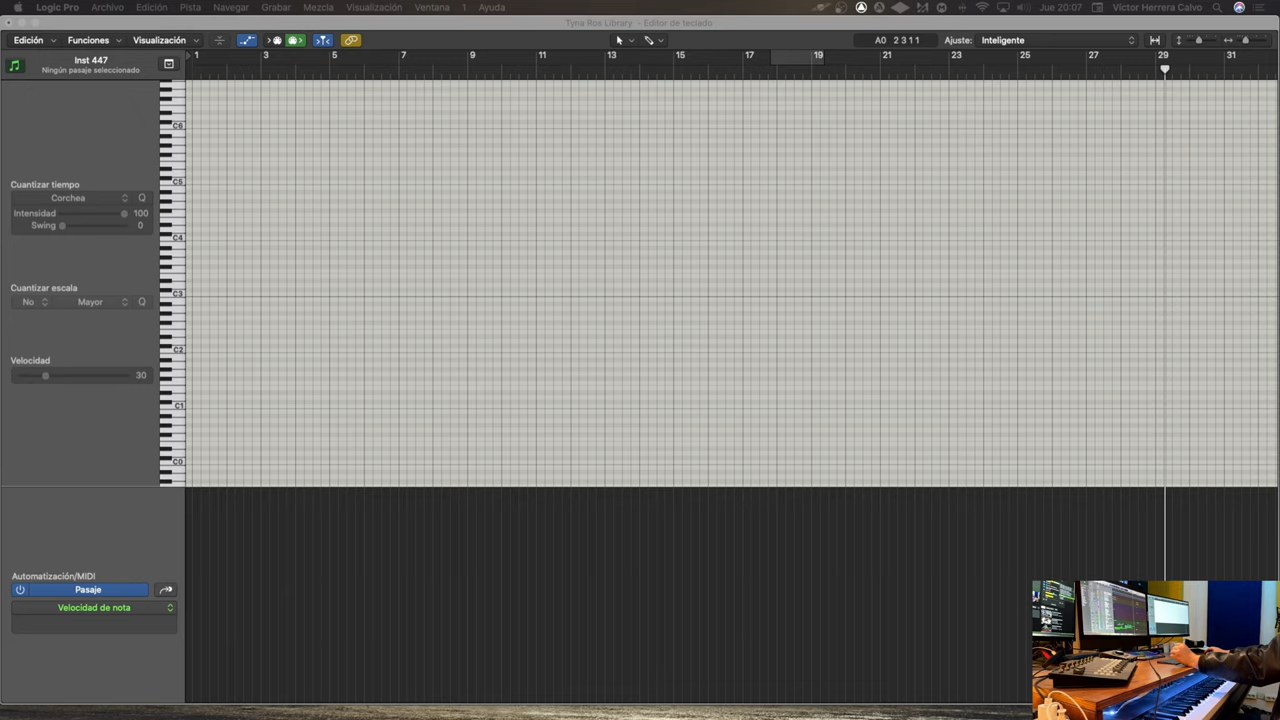 Logic Pro Archivo Edición Pista Navegar Grabar Mezcla Visualización Ventana 1 Ayuda Jue 20:07 Víctor Herrera Calvo
Tyna Ros Library - Editor de teclado
Edición Funciones Visualización A0 2 3 1 1 Ajuste: Inteligente
Inst 447
Ningún pasaje seleccionado
1 3 5 7 9 11 13 15 17 19 21 23 25 27 29 31
C6
C5
Cuantizar tiempo
Corchea Q
Intensidad 100
Swing 0
C4
Cuantizar escala
No Mayor Q
C3
C2
Velocidad
30
C1
C0
Automatización/MIDI
Pasaje
Velocidad de nota